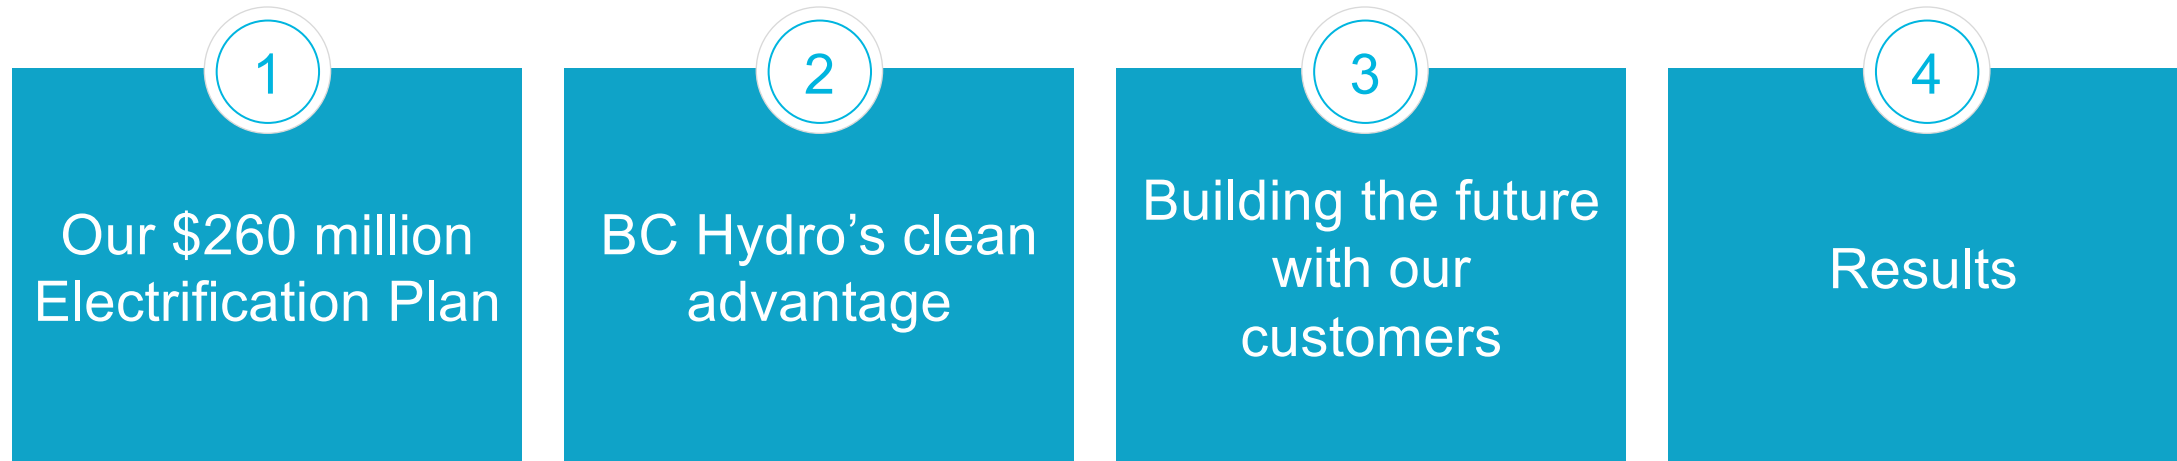 1
Our $260 million
Electrification Plan
2
BC Hydro’s clean
advantage
3
Building the future
with our
customers
4
Results